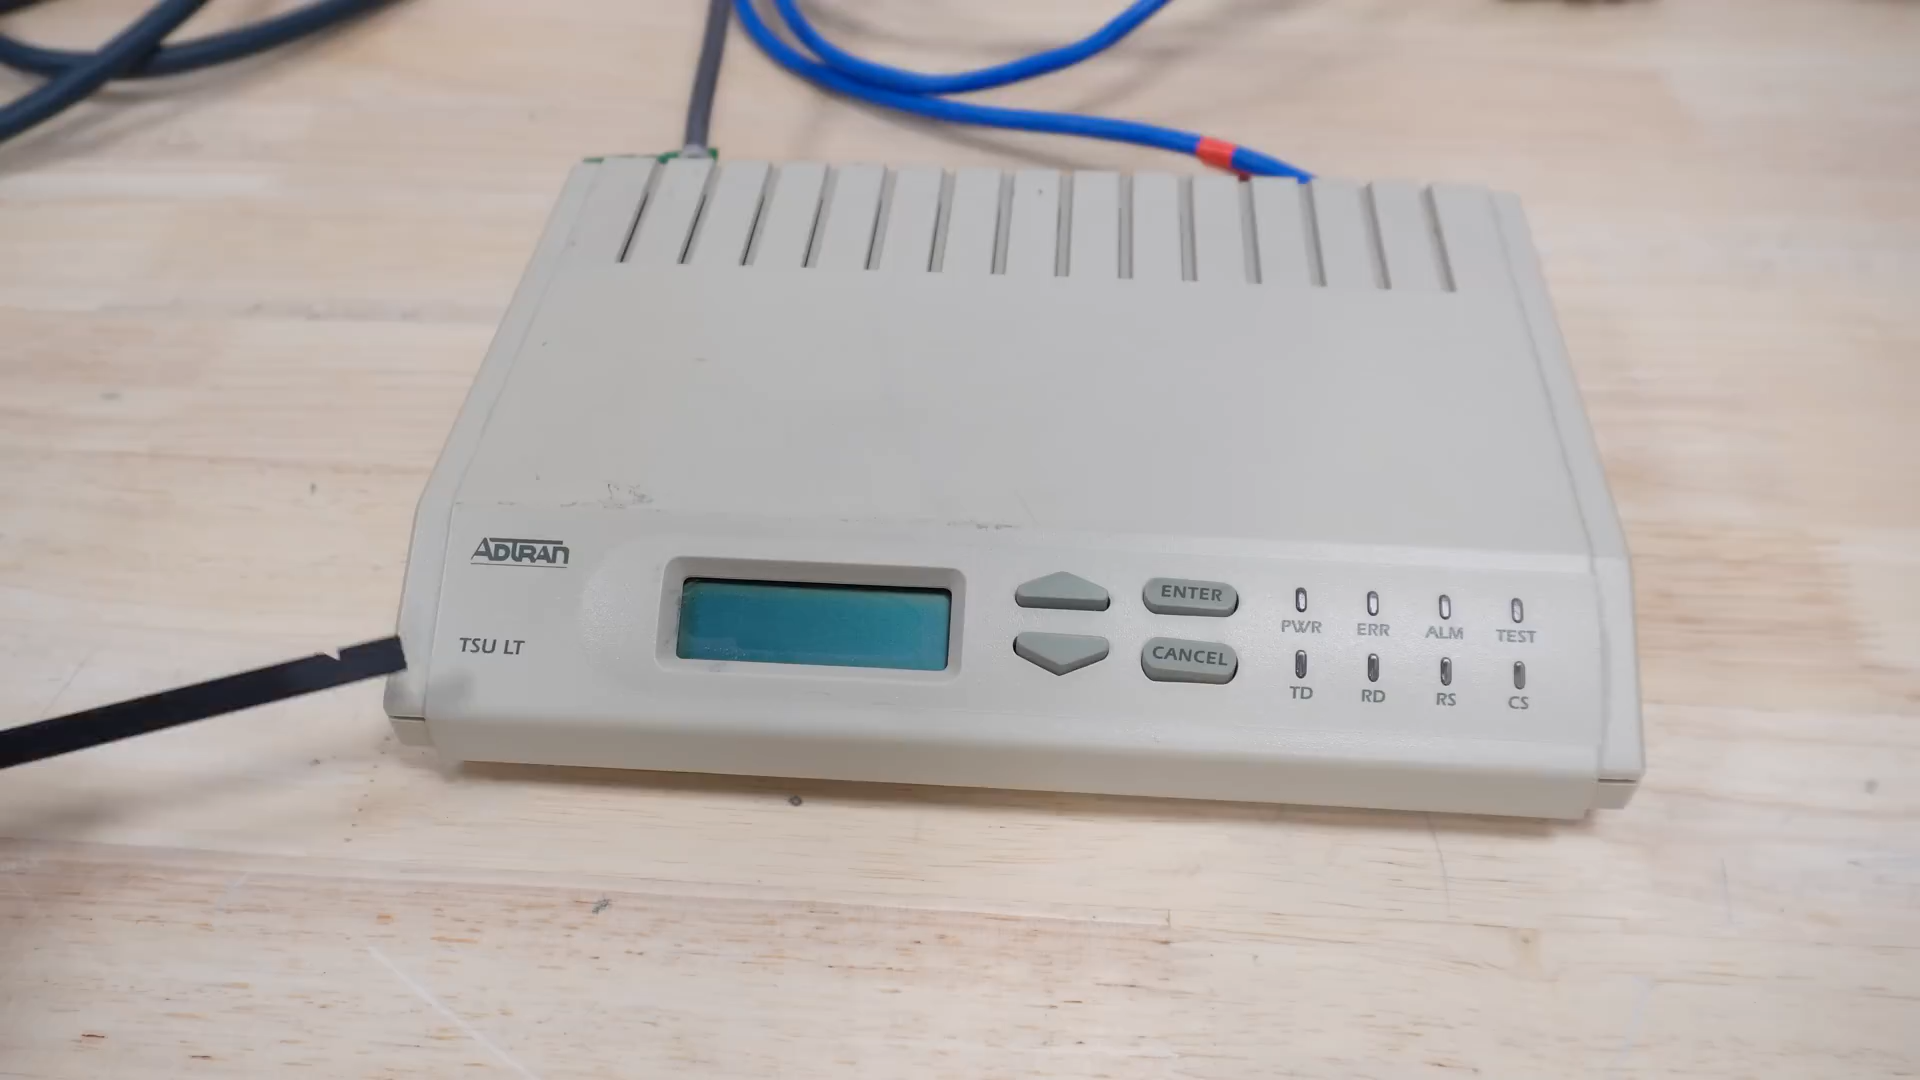 ADTRAN
TSU LT
ENTER
CANCEL
PWR
ERR
ALM
TEST
TD
RD
RS
CS